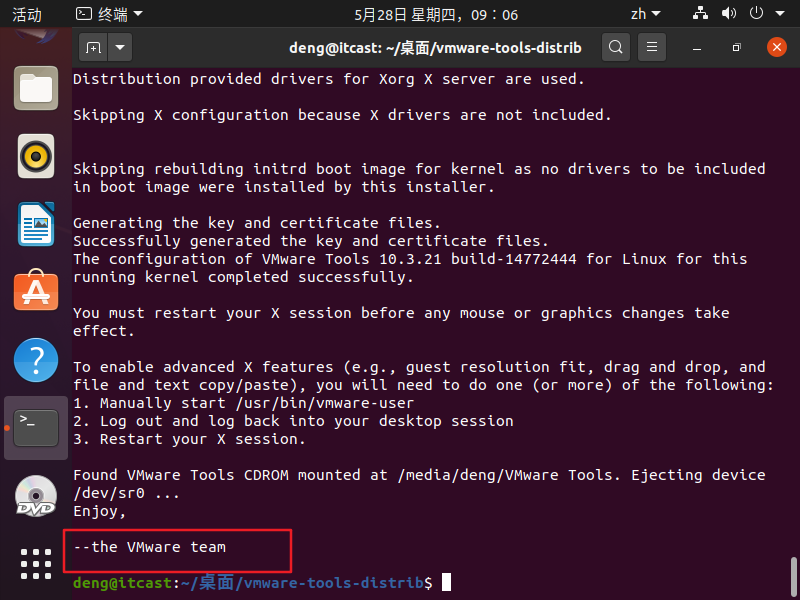 活动 终端 5月28日 星期四，09：06 zh
deng@itcast: ~/桌面/vmware-tools-distrib
Distribution provided drivers for Xorg X server are used.
Skipping X configuration because X drivers are not included.
Skipping rebuilding initrd boot image for kernel as no drivers to be included
in boot image were installed by this installer.
Generating the key and certificate files.
Successfully generated the key and certificate files.
The configuration of VMware Tools 10.3.21 build-14772444 for Linux for this
running kernel completed successfully.
You must restart your X session before any mouse or graphics changes take
effect.
To enable advanced X features (e.g., guest resolution fit, drag and drop, and
file and text copy/paste), you will need to do one (or more) of the following:
1. Manually start /usr/bin/vmware-user
2. Log out and log back into your desktop session
3. Restart your X session.
Found VMware Tools CDROM mounted at /media/deng/VMware Tools. Ejecting device
/dev/sr0 ...
Enjoy,
--the VMware team
deng@itcast:~/桌面/vmware-tools-distrib$
DVD